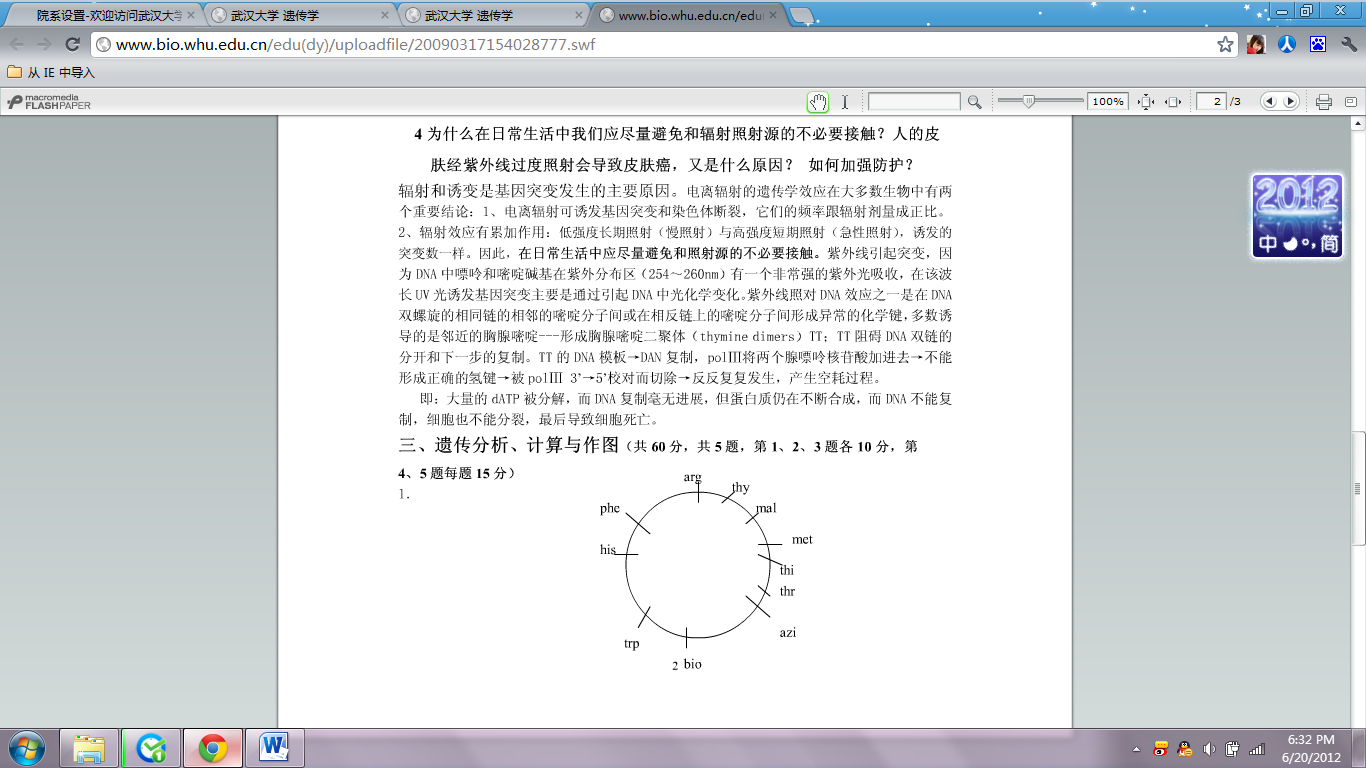 院系设置-欢迎访问武汉大学
武汉大学 遗传学
武汉大学 遗传学
www.bio.whu.edu.cn/edu
www.bio.whu.edu.cn/edu(dy)/uploadfile/20090317154028777.swf
从 IE 中导入
macromedia
FLASHPAPER
100%
2 /3
4 为什么在日常生活中我们应尽量避免和辐射照射源的不必要接触？人的皮
肤经紫外线过度照射会导致皮肤癌，又是什么原因？ 如何加强防护？
辐射和诱变是基因突变发生的主要原因。电离辐射的遗传学效应在大多数生物中有两
个重要结论：1、电离辐射可诱发基因突变和染色体断裂，它们的频率跟辐射剂量成正比。
2、辐射效应有累加作用：低强度长期照射（慢照射）与高强度短期照射（急性照射），诱发的
突变数一样。因此，在日常生活中应尽量避免和照射源的不必要接触。紫外线引起突变，因
为 DNA 中嘌呤和嘧啶碱基在紫外分布区（254～260nm）有一个非常强的紫外光吸收，在该波
长 UV 光诱发基因突变主要是通过引起 DNA 中光化学变化。紫外线照对 DNA 效应之一是在 DNA
双螺旋的相同链的相邻的嘧啶分子间或在相反链上的嘧啶分子间形成异常的化学键，多数诱
导的是邻近的胸腺嘧啶---形成胸腺嘧啶二聚体（thymine dimers）TT；TT 阻碍 DNA 双链的
分开和下一步的复制。TT 的 DNA 模板→DAN 复制，polⅢ将两个腺嘌呤核苷酸加进去→不能
形成正确的氢键→被 polⅢ 3’→5’校对而切除→反反复复发生，产生空耗过程。
即：大量的 dATP 被分解，而 DNA 复制毫无进展，但蛋白质仍在不断合成，而 DNA 不能复
制，细胞也不能分裂，最后导致细胞死亡。
三、遗传分析、计算与作图（共 60 分，共 5 题，第 1、2、3 题各 10 分，第
4、5 题每题 15 分）
1.
arg
thy
phe
mal
met
his
thi
thr
azi
trp
2 bio
2012
中 简
6:32 PM
6/20/2012